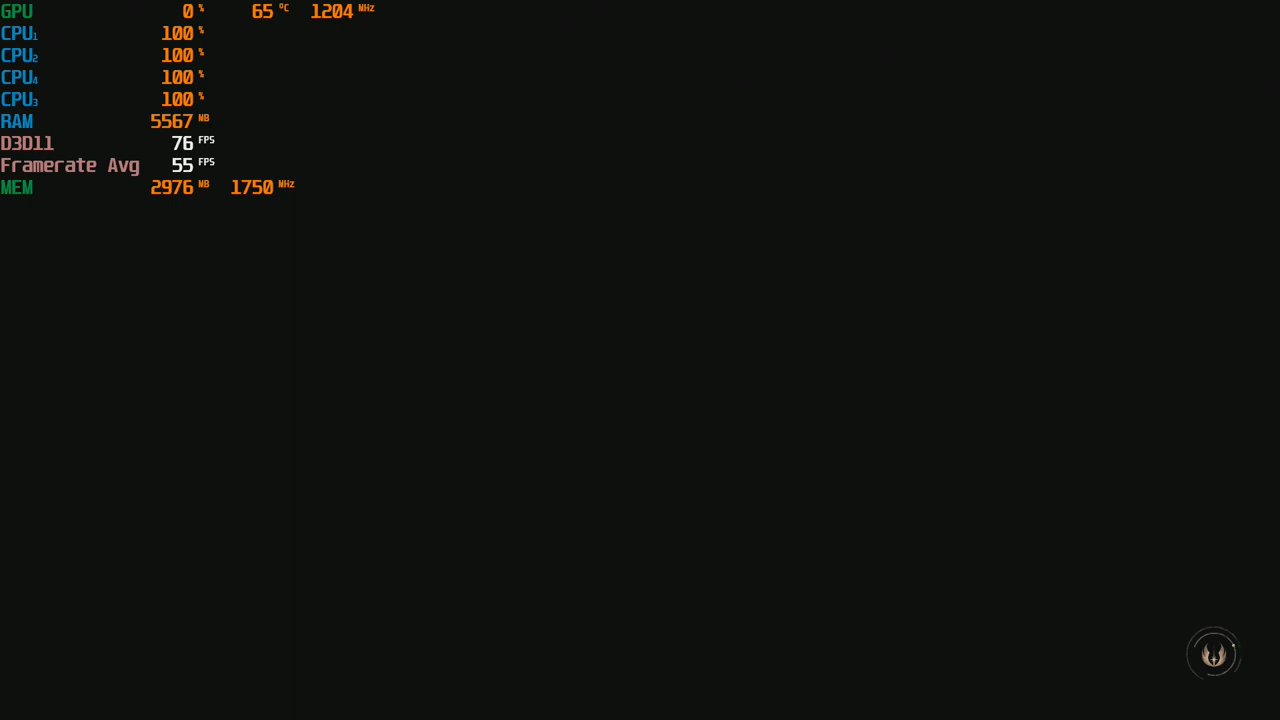 GPU 0 % 65 °C 1204 MHz
CPU1 100 %
CPU2 100 %
CPU4 100 %
CPU3 100 %
RAM 5567 MB
D3D11 76 FPS
Framerate Avg 55 FPS
MEM 2976 MB 1750 MHz